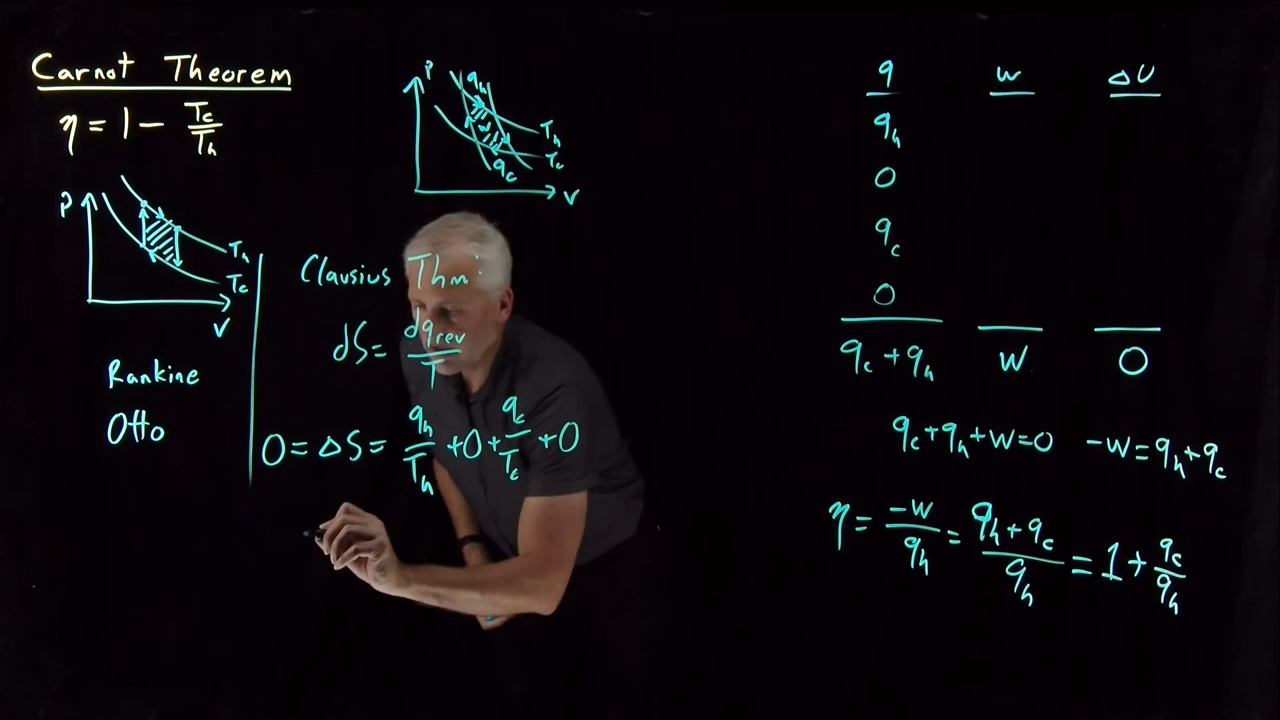 Carnot Theorem
η = 1 - Tc/Th
P
Th
Tc
V
Rankine
Otto
P
qh
w
Th
Tc
qc
V
Clausius Thm:
dS = dqrev/T
0 = ΔS = qh/Th + 0 + qc/Tc + 0
q w ΔU
qh
0
qc
0
qc + qh w 0
qc + qh + w = 0 -w = qh + qc
η = -w/qh = qh + qc/qh = 1 + qc/qh